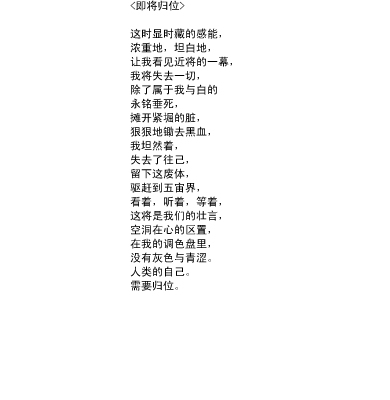 <即将归位>
这时显时藏的感能，
浓重地，坦白地，
让我看见近将的一幕，
我将失去一切，
除了属于我与白的
永铭垂死，
摊开紧堀的脏，
狠狠地锄去黑血，
我坦然着，
失去了往己，
留下这废体，
驱赶到五宙界，
看着，听着，等着，
这将是我们的壮言，
空洞在心的区置，
在我的调色盘里，
没有灰色与青涩。
人类的自己。
需要归位。